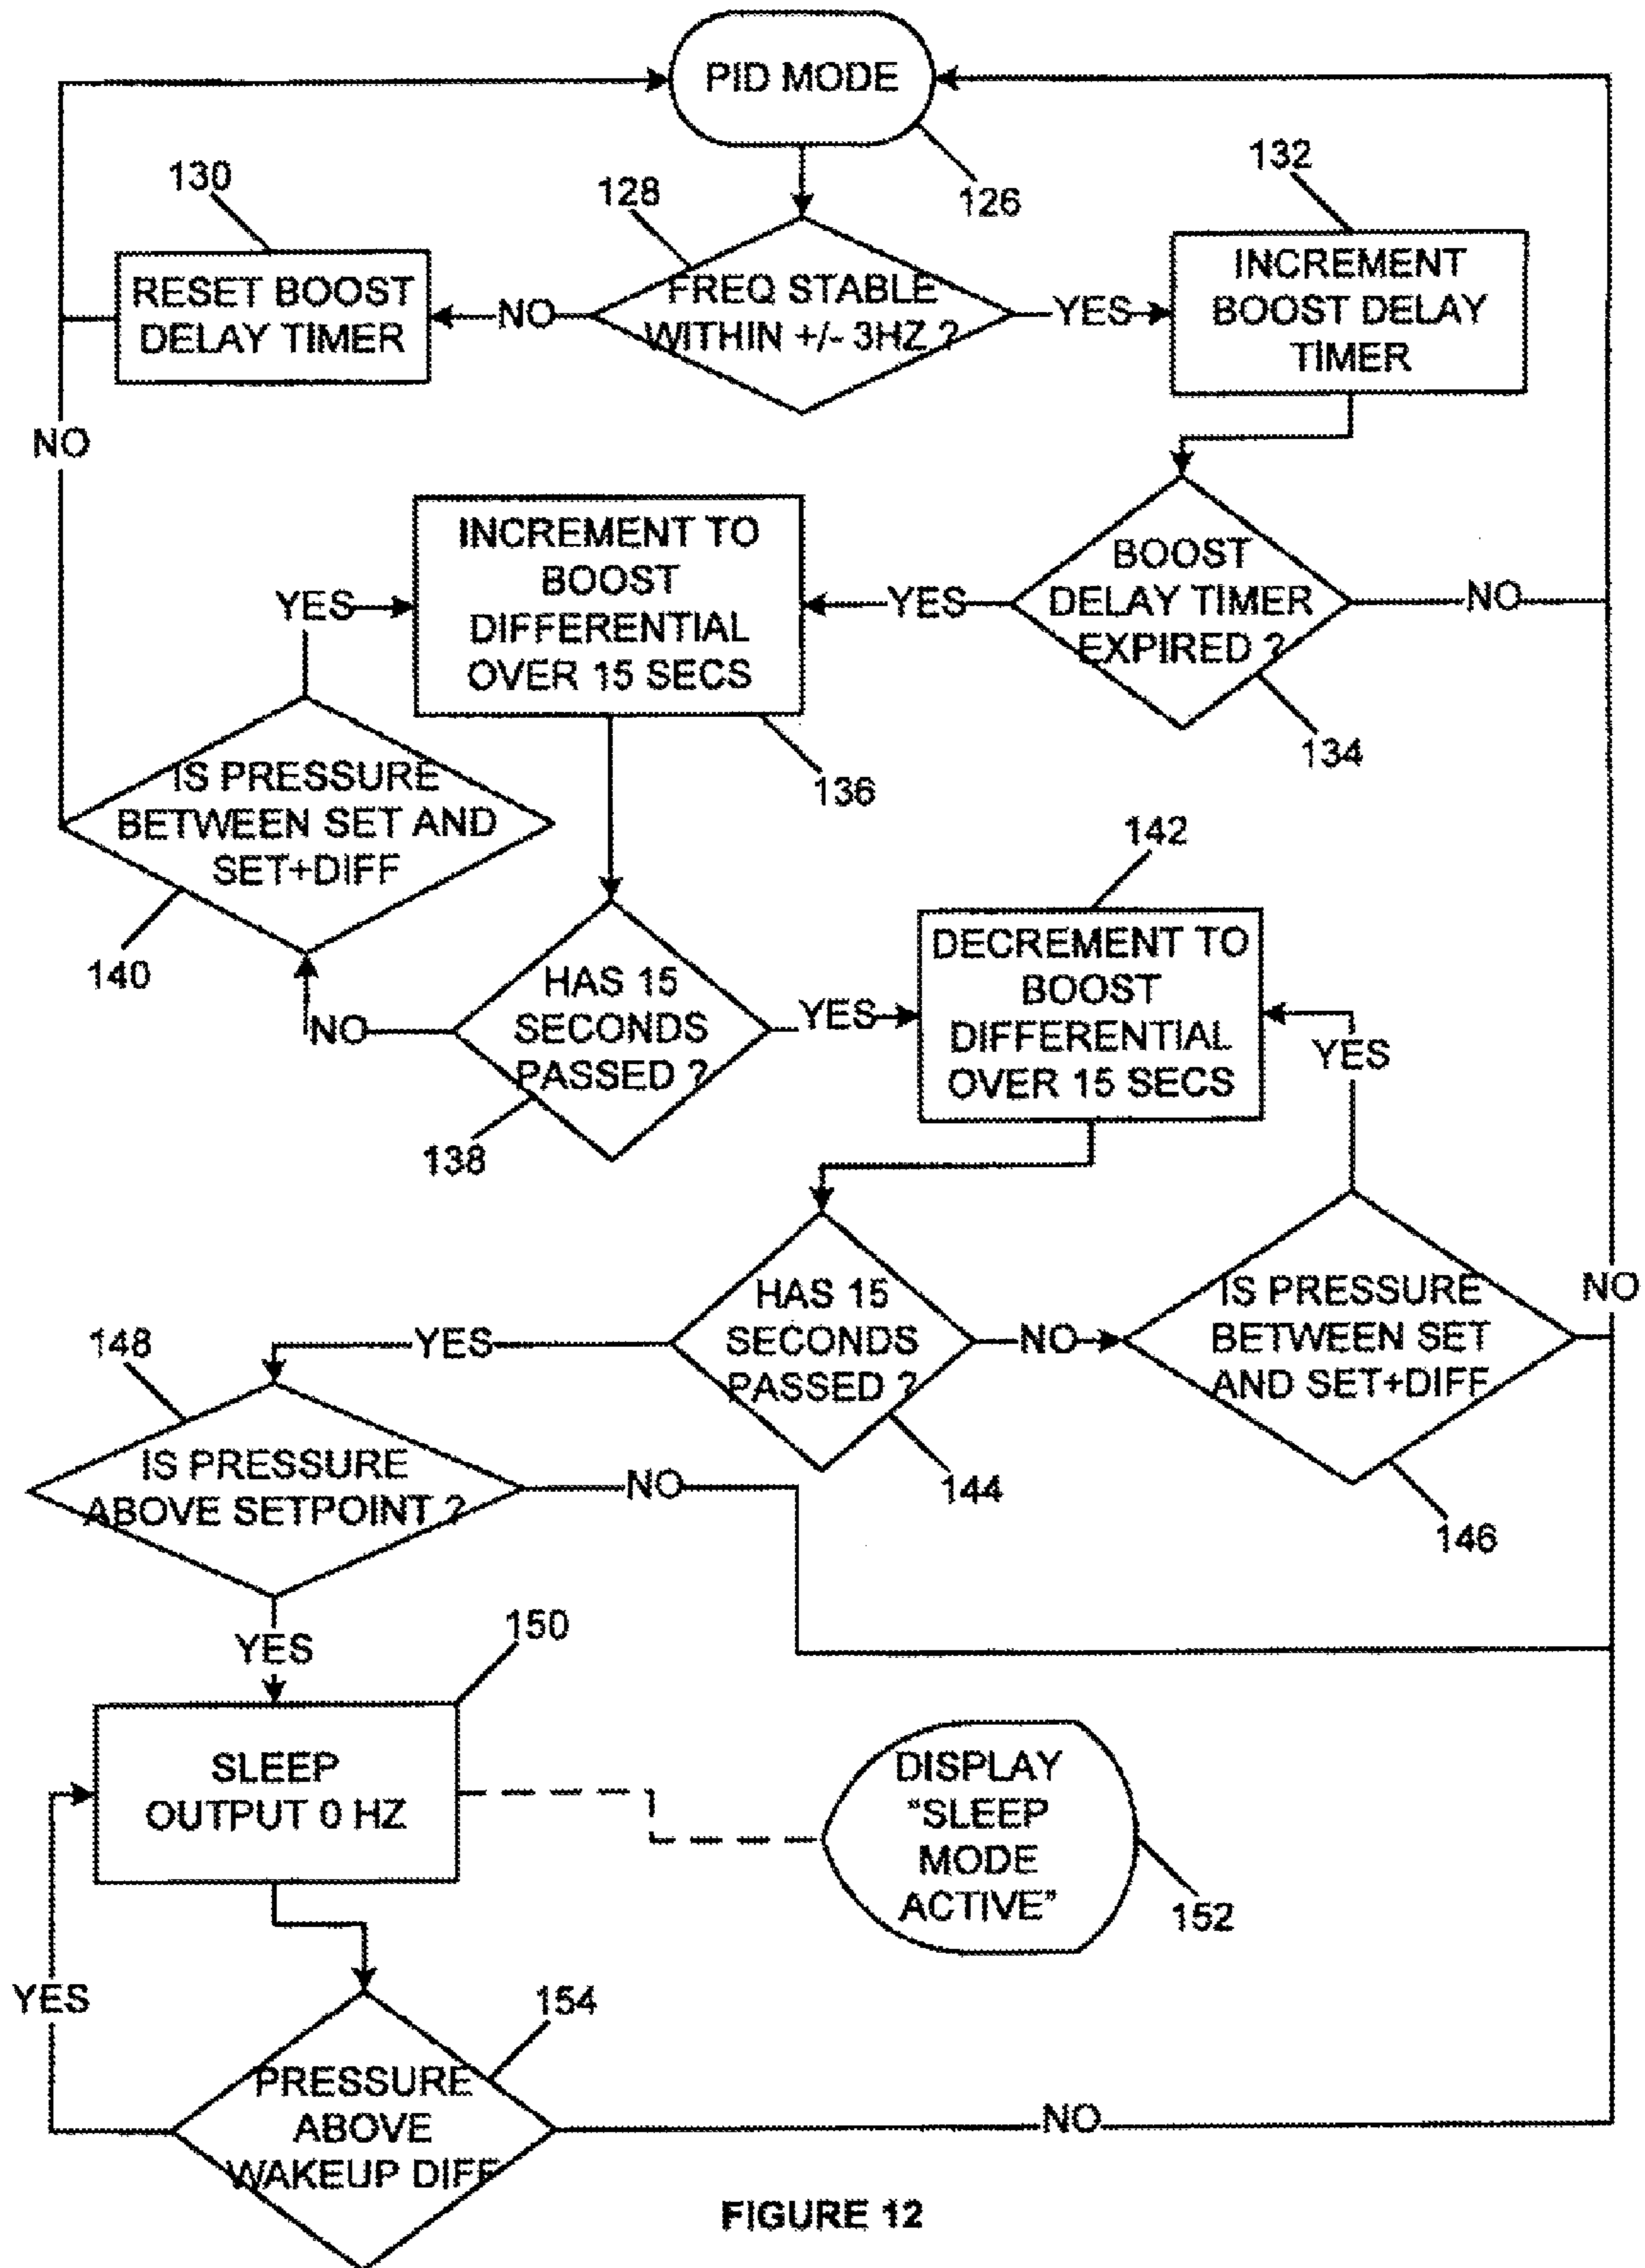 PID MODE
126
128
130
132
RESET BOOST
DELAY TIMER
NO
FREQ STABLE
WITHIN +/- 3HZ ?
YES
INCREMENT
BOOST DELAY
TIMER
NO
INCREMENT TO
BOOST
DIFFERENTIAL
OVER 15 SECS
136
YES
YES
BOOST
DELAY TIMER
EXPIRED ?
134
NO
IS PRESSURE
BETWEEN SET AND
SET+DIFF
140
NO
HAS 15
SECONDS
PASSED ?
138
YES
142
DECREMENT TO
BOOST
DIFFERENTIAL
OVER 15 SECS
YES
HAS 15
SECONDS
PASSED ?
144
NO
IS PRESSURE
BETWEEN SET
AND SET+DIFF
146
NO
YES
148
IS PRESSURE
ABOVE SETPOINT ?
NO
YES
150
SLEEP
OUTPUT 0 HZ
DISPLAY
“SLEEP
MODE
ACTIVE”
152
YES
154
PRESSURE
ABOVE
WAKEUP DIFF
NO
FIGURE 12